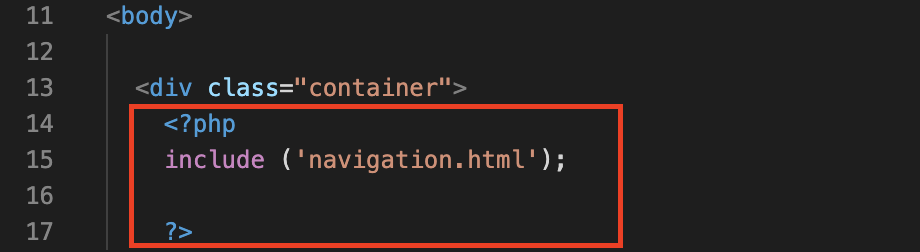 11 <body>
12
13 <div class="container">
14 <?php
15 include ('navigation.html');
16
17 ?>